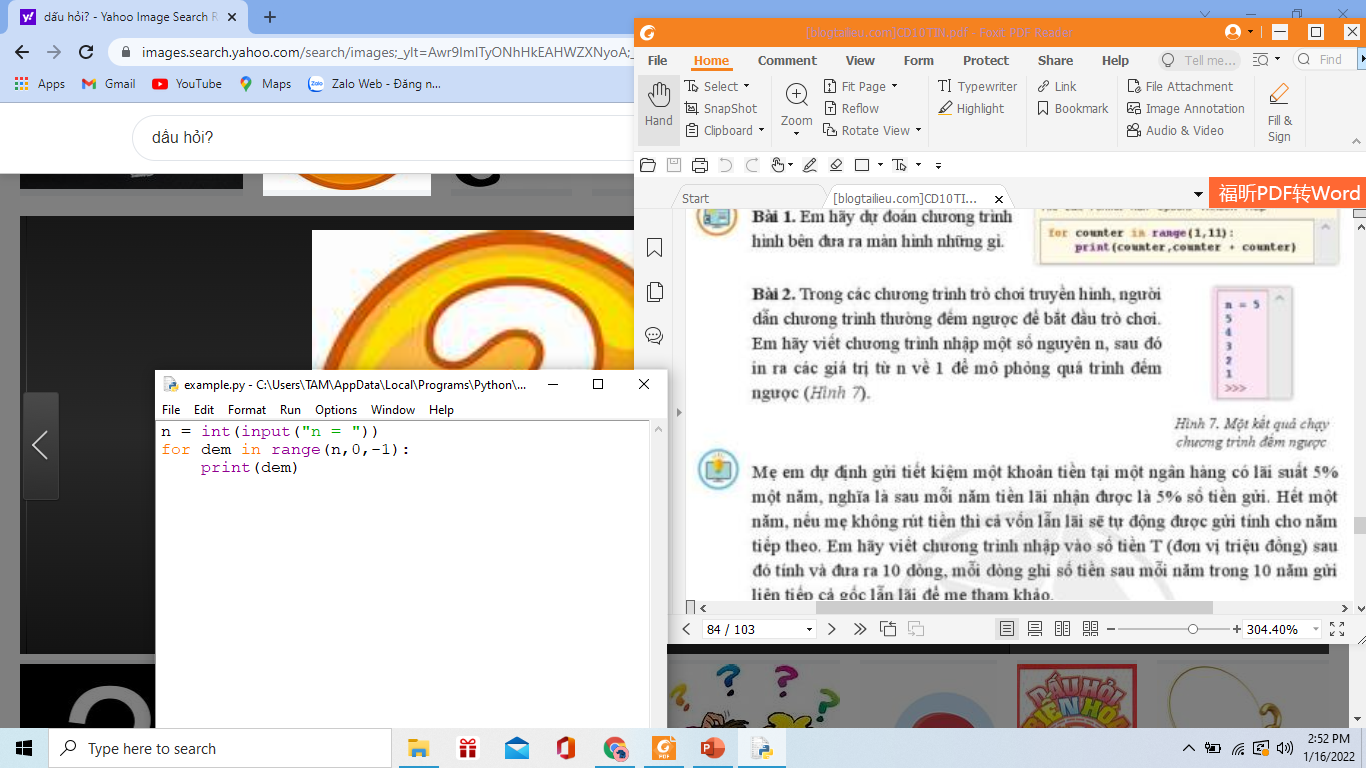 dấu hỏi? - Yahoo Image Search R
images.search.yahoo.com/search/images;_ylt=Awr9ImITyONhHkEAHWZXNyoA;_
Apps Gmail YouTube Maps Zalo Web - Đăng n...
dấu hỏi?
[blogtailieu.com]CD10TIN.pdf - Foxit PDF Reader
File Home Comment View Form Protect Share Help Tell me... Find
Hand
Select
SnapShot
Clipboard
Zoom
Fit Page
Reflow
Rotate View
Typewriter
Highlight
Link
Bookmark
File Attachment
Image Annotation
Audio & Video
Fill &
Sign
Start [blogtailieu.com]CD10TI...
福昕PDF转Word
Bài 1. Em hãy dự đoán chương trình
hình bên đưa ra màn hình những gì.
for counter in range(1,11):
print(counter,counter + counter)
Bài 2. Trong các chương trình trò chơi truyền hình, người
dẫn chương trình thường đếm ngược để bắt đầu trò chơi.
Em hãy viết chương trình nhập một số nguyên n, sau đó
in ra các giá trị từ n về 1 để mô phỏng quá trình đếm
ngược (Hình 7).
n = 5
5
4
3
2
1
>>>
Hình 7. Một kết quả chạy
chương trình đếm ngược
Mẹ em dự định gửi tiết kiệm một khoản tiền tại một ngân hàng có lãi suất 5%
một năm, nghĩa là sau mỗi năm tiền lãi nhận được là 5% số tiền gửi. Hết một
năm, nếu mẹ không rút tiền thì cả vốn lẫn lãi sẽ tự động được gửi tính cho năm
tiếp theo. Em hãy viết chương trình nhập vào số tiền T (đơn vị triệu đồng) sau
đó tính và đưa ra 10 dòng, mỗi dòng ghi số tiền sau mỗi năm trong 10 năm gửi
liên tiếp cả gốc lẫn lãi để mẹ tham khảo.
84 / 103
304.40%
example.py - C:\Users\TAM\AppData\Local\Programs\Python\...
File Edit Format Run Options Window Help
n = int(input("n = "))
for dem in range(n,0,-1):
print(dem)
DẤU HỎI
BIÊN HÒA
Type here to search
2:52 PM
1/16/2022